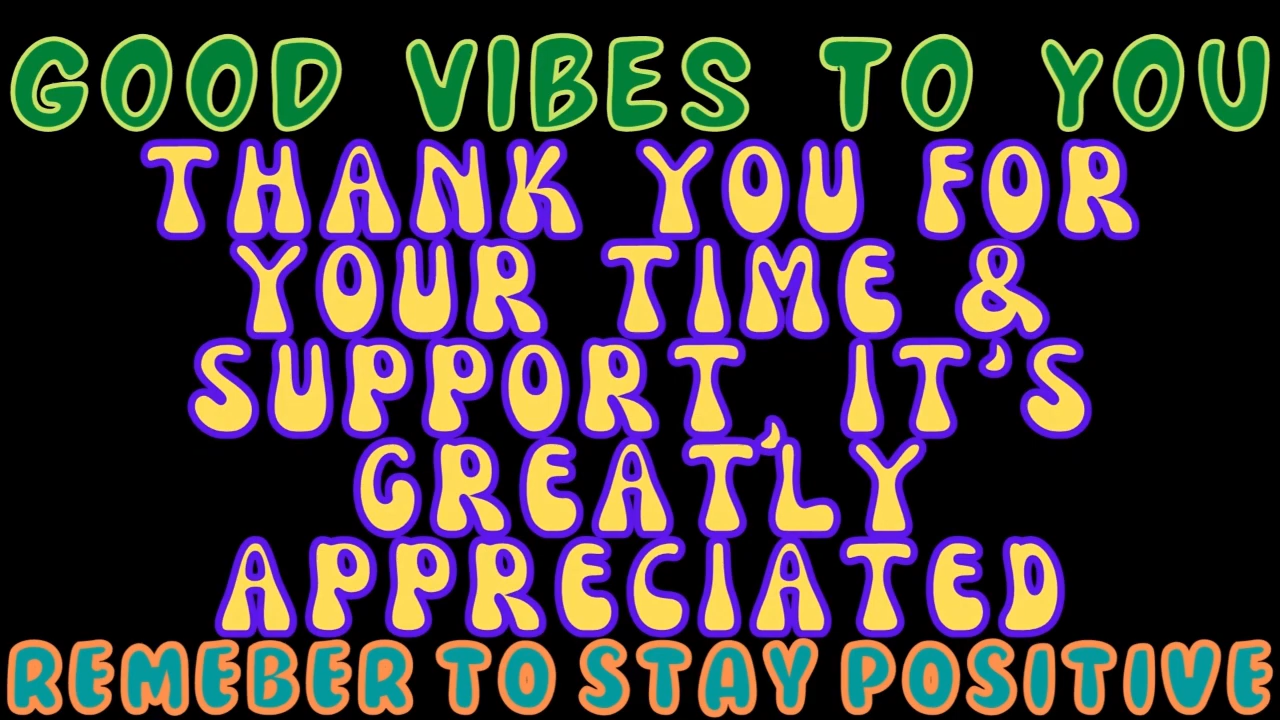 GOOD VIBES TO YOU
THANK YOU FOR
YOUR TIME &
SUPPORT, IT'S
GREATLY
APPRECIATED
REMEBER TO STAY POSITIVE